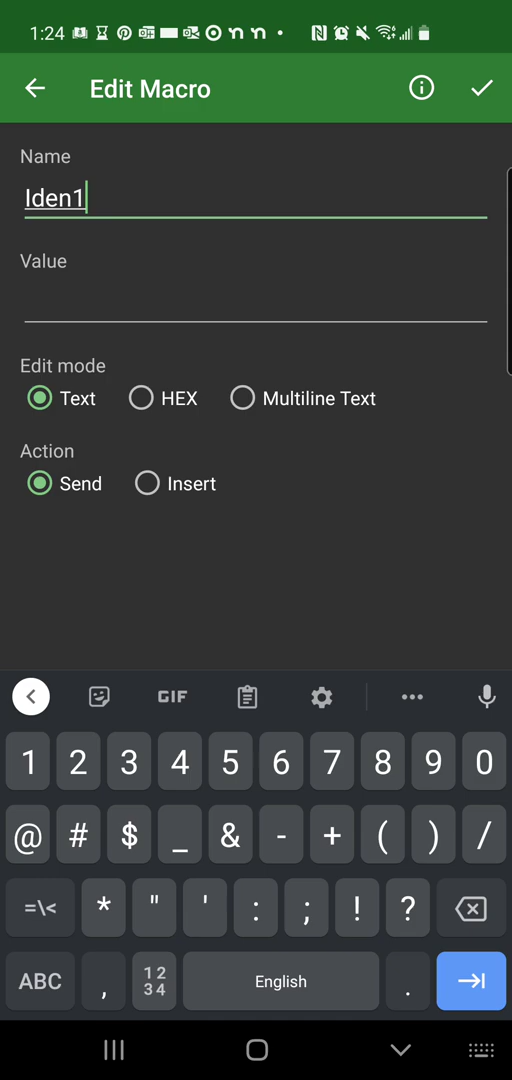 1:24
Edit Macro
Name
Iden1
Value
Edit mode
Text HEX Multiline Text
Action
Send Insert
GIF
1 2 3 4 5 6 7 8 9 0
@ # $ _ & - + ( ) /
=\< * " ' : ; ! ?
ABC , 1 2 3 4 English .